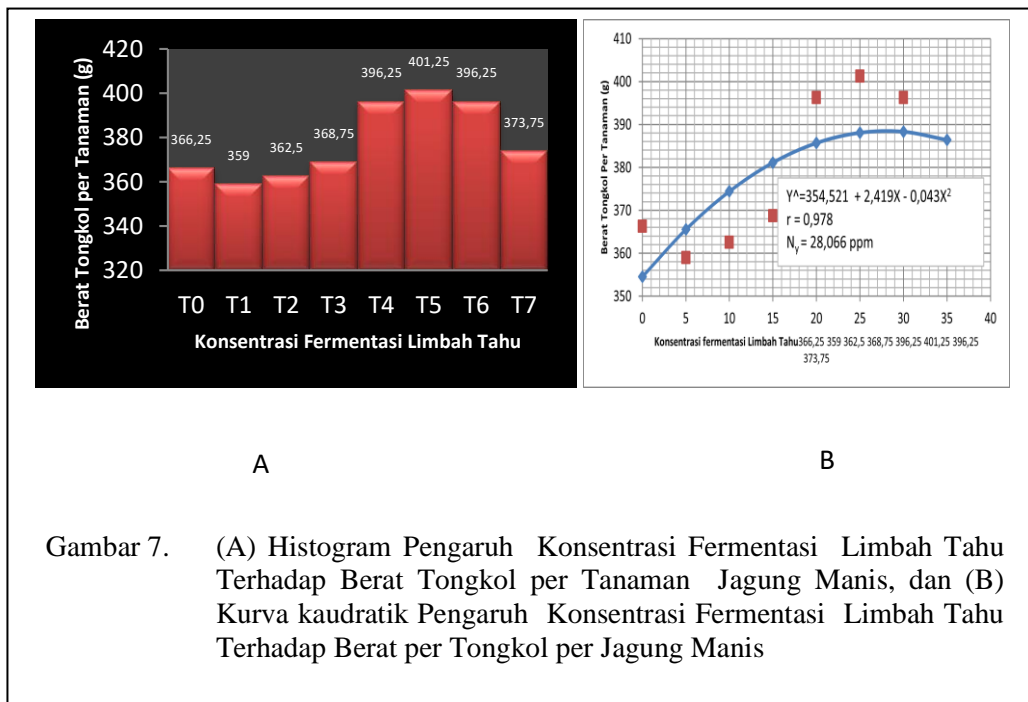 420
400
380
360
340
320
Berat Tongkol per Tanaman (g)
366,25
359
362,5
368,75
396,25
401,25
396,25
373,75
T0 T1 T2 T3 T4 T5 T6 T7
Konsentrasi Fermentasi Limbah Tahu
410
400
390
380
370
360
350
Berat Tongkol Per Tanaman (g)
Y^=354,521 + 2,419X - 0,043X²
r = 0,978
Ny = 28,066 ppm
0 5 10 15 20 25 30 35 40
Konsentrasi fermentasi Limbah Tahu366,25 359 362,5 368,75 396,25 401,25 396,25
373,75
A
B
Gambar 7. (A) Histogram Pengaruh Konsentrasi Fermentasi Limbah Tahu
Terhadap Berat Tongkol per Tanaman Jagung Manis, dan (B)
Kurva kaudratik Pengaruh Konsentrasi Fermentasi Limbah Tahu
Terhadap Berat per Tongkol per Jagung Manis